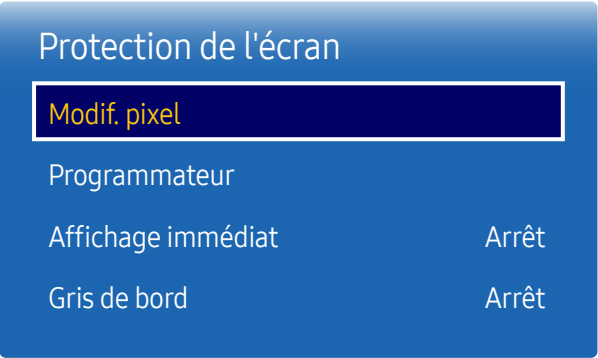 Protection de l'écran
Modif. pixel
Programmateur
Affichage immédiat Arrêt
Gris de bord Arrêt